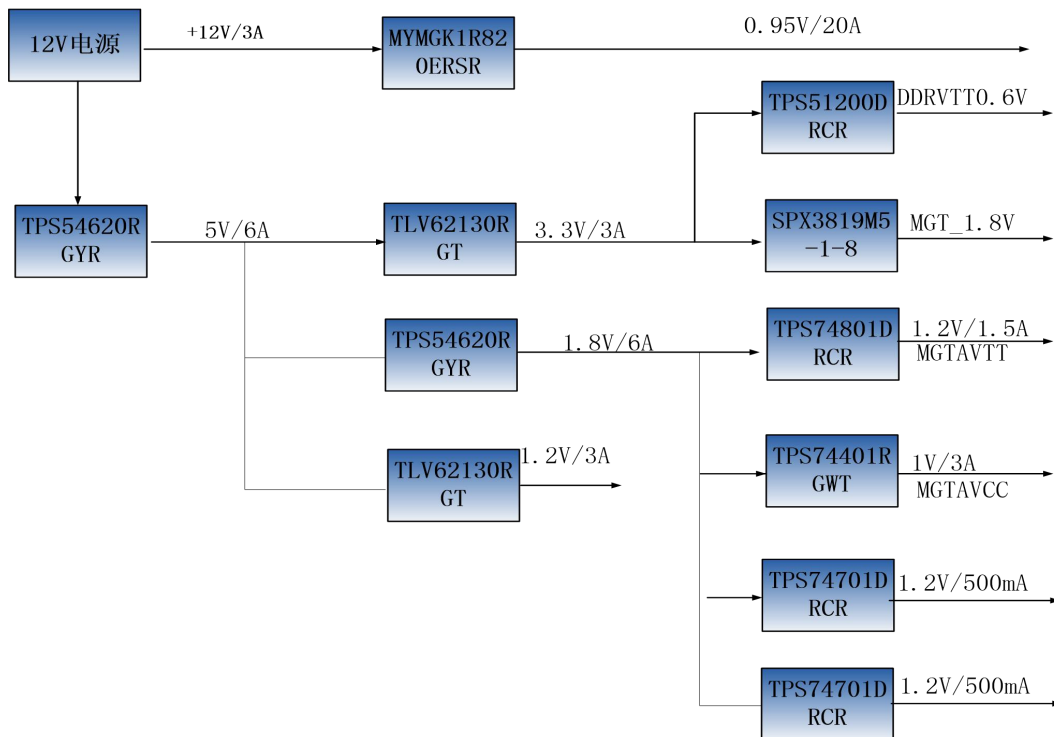 12V电源
+12V/3A
MYMGK1R82
0ERSR
0.95V/20A
TPS51200D
RCR
DDRVTT0.6V
TPS54620R
GYR
5V/6A
TLV62130R
GT
3.3V/3A
SPX3819M5
-1-8
MGT_1.8V
TPS54620R
GYR
1.8V/6A
TPS74801D
RCR
1.2V/1.5A
MGTAVTT
TLV62130R
GT
1.2V/3A
TPS74401R
GWT
1V/3A
MGTAVCC
TPS74701D
RCR
1.2V/500mA
TPS74701D
RCR
1.2V/500mA